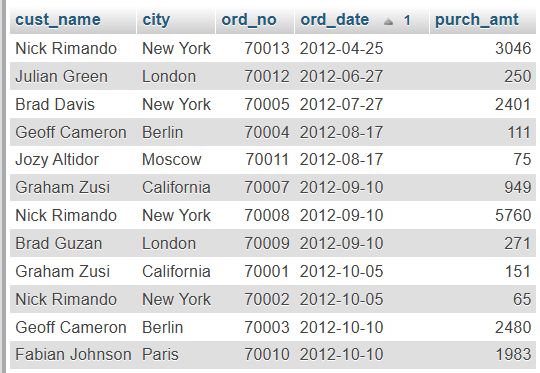 cust_name city ord_no ord_date 1 purch_amt
Nick Rimando New York 70013 2012-04-25 3046
Julian Green London 70012 2012-06-27 250
Brad Davis New York 70005 2012-07-27 2401
Geoff Cameron Berlin 70004 2012-08-17 111
Jozy Altidor Moscow 70011 2012-08-17 75
Graham Zusi California 70007 2012-09-10 949
Nick Rimando New York 70008 2012-09-10 5760
Brad Guzan London 70009 2012-09-10 271
Graham Zusi California 70001 2012-10-05 151
Nick Rimando New York 70002 2012-10-05 65
Geoff Cameron Berlin 70003 2012-10-10 2480
Fabian Johnson Paris 70010 2012-10-10 1983